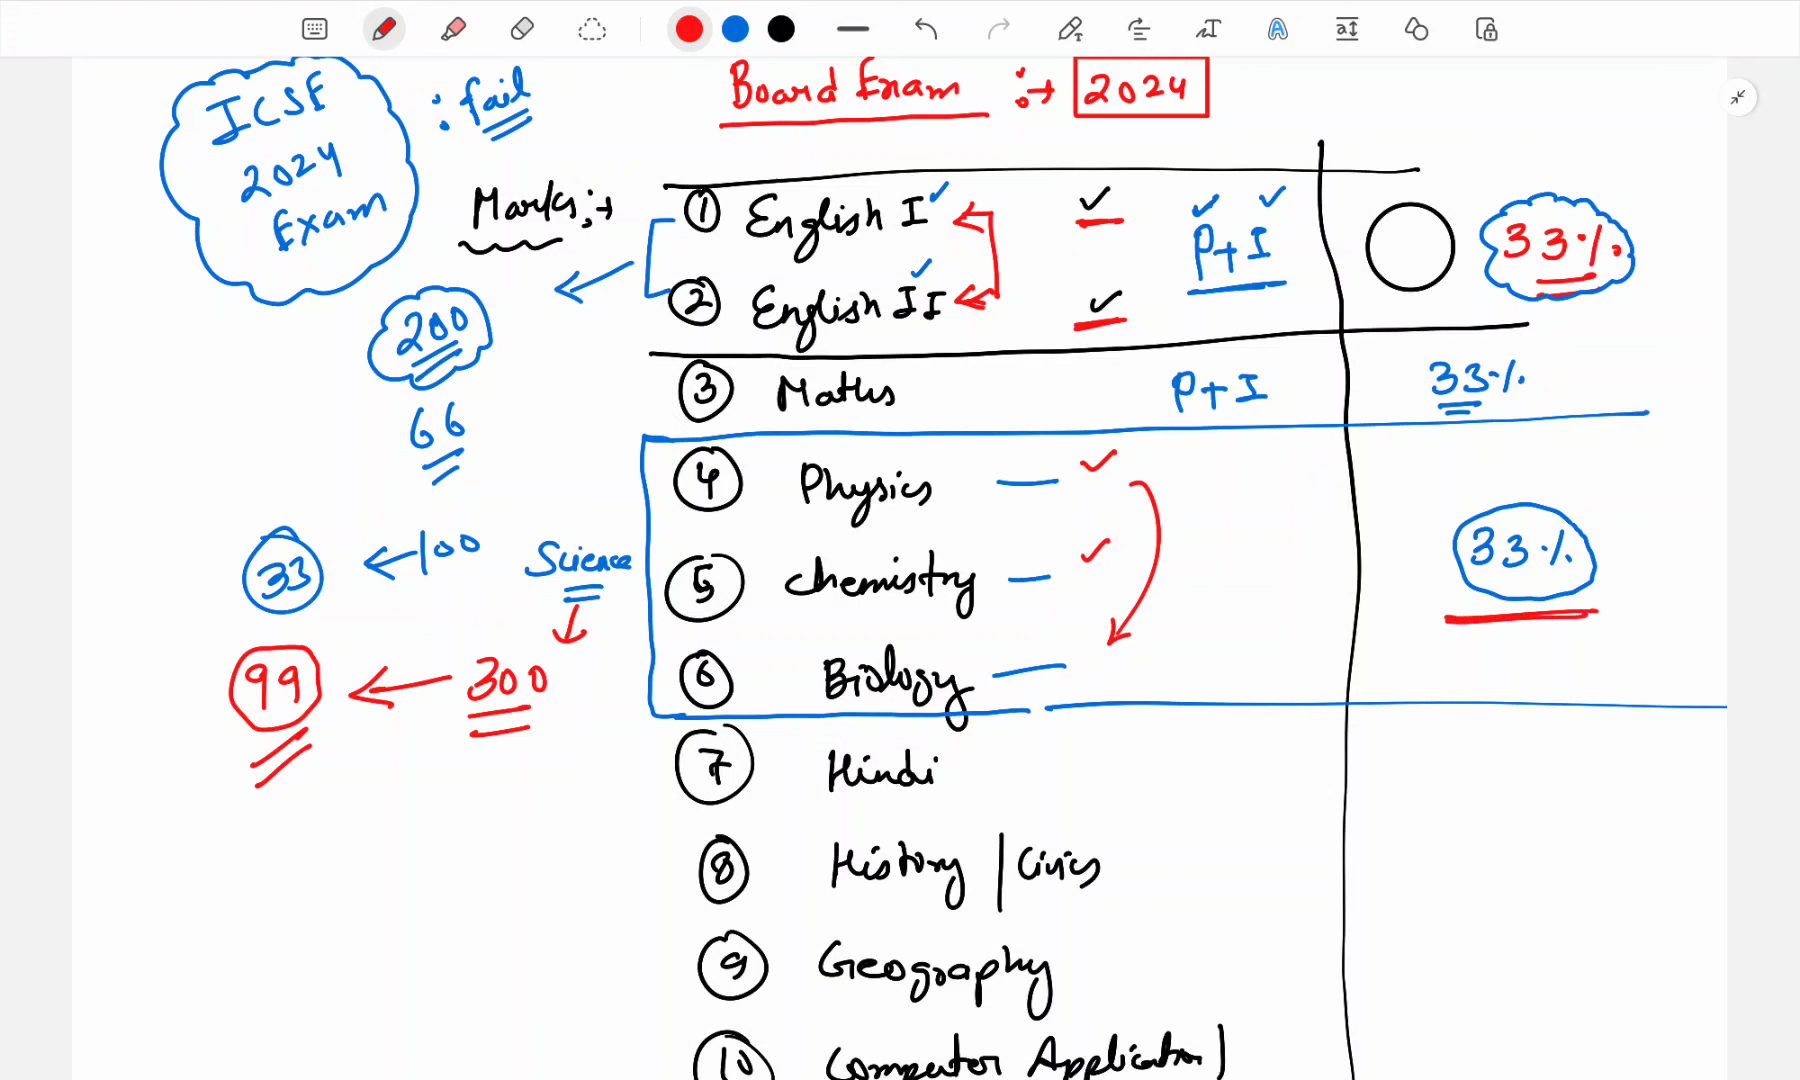 ICSE
2024
Exam
: fail
Board Exam :→ 2024
Marks :→
① English I P+I 33%
② English II
200
66
③ Maths P+I 33%
④ Physics —
33 ← 100 Science
⑤ Chemistry — 33%
99 ← 300
⑥ Biology —
⑦ Hindi
⑧ History | Civics
⑨ Geography
⑩ Computer Application |